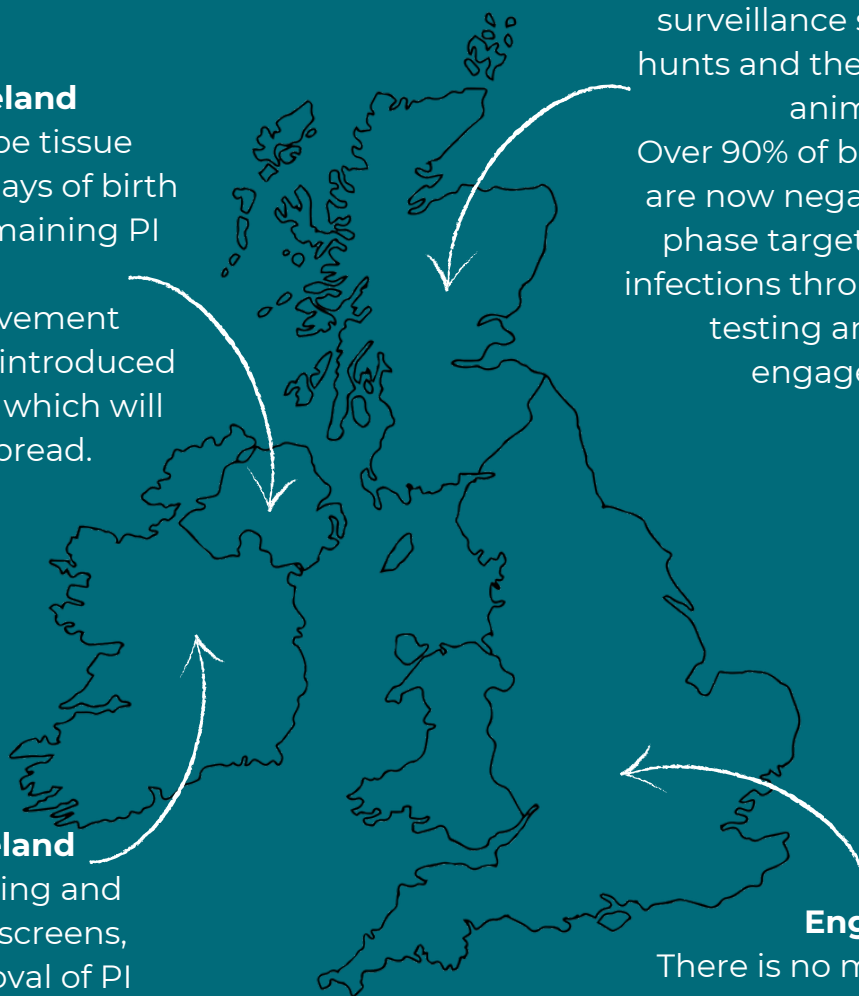 eland
be tissue
ays of birth
maining PI
vement
introduced
which will
pread.
surveillance
hunts and the
anim
Over 90% of b
are now nega
phase target
infections thro
testing ar
engage
eland
ing and
screens,
oval of PI
Eng
There is no m